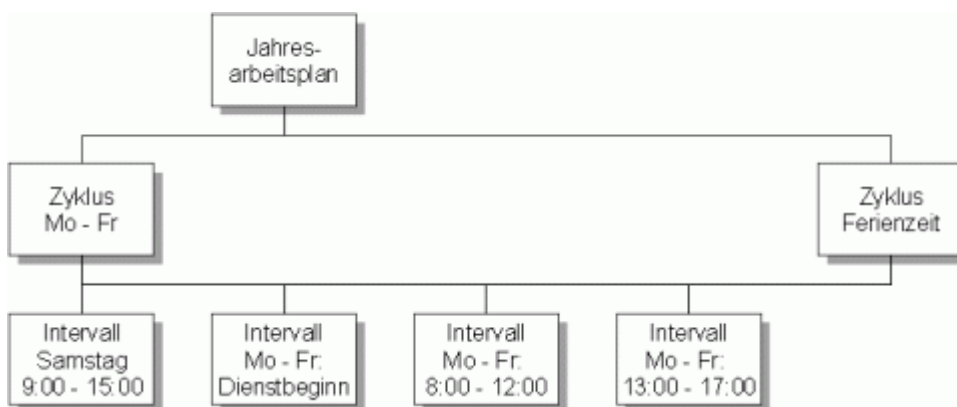 Jahres-
arbeitsplan
Zyklus
Mo - Fr
Zyklus
Ferienzeit
Intervall
Samstag
9:00 - 15:00
Intervall
Mo - Fr:
Dienstbeginn
Intervall
Mo - Fr:
8:00 - 12:00
Intervall
Mo - Fr:
13:00 - 17:00